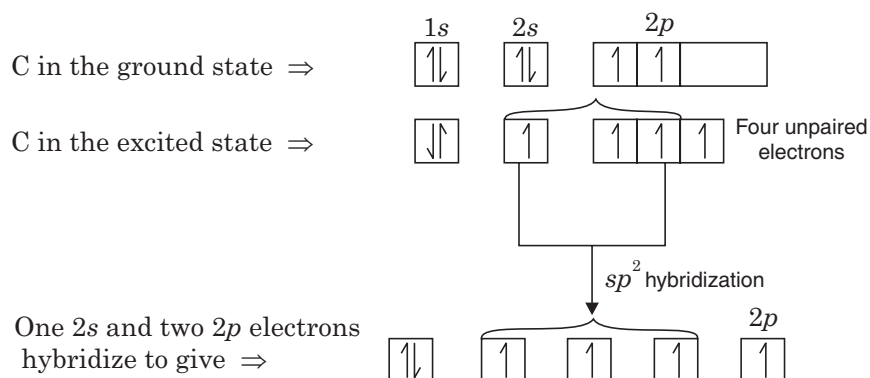 1s 2s 2p
C in the ground state ⇒
C in the excited state ⇒
Four unpaired
electrons
sp² hybridization
One 2s and two 2p electrons
2p
hybridize to give ⇒